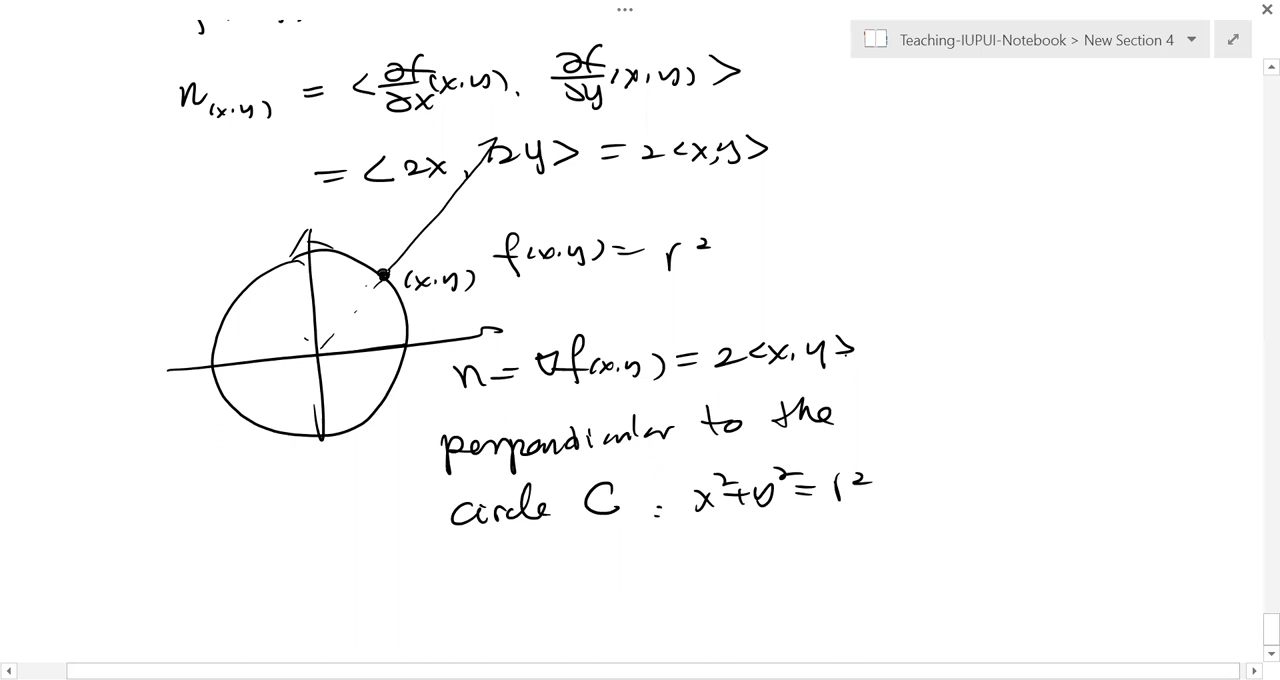 Teaching-IUPUI-Notebook > New Section 4
n(x,y) = <∂f/∂x(x,y), ∂f/∂y(x,y)>
= <2x, 2y> = 2<x,y>
(x,y) f(x,y) = r²
n = ∇f(x,y) = 2<x,y>
perpendicular to the
circle C : x²+y² = r²